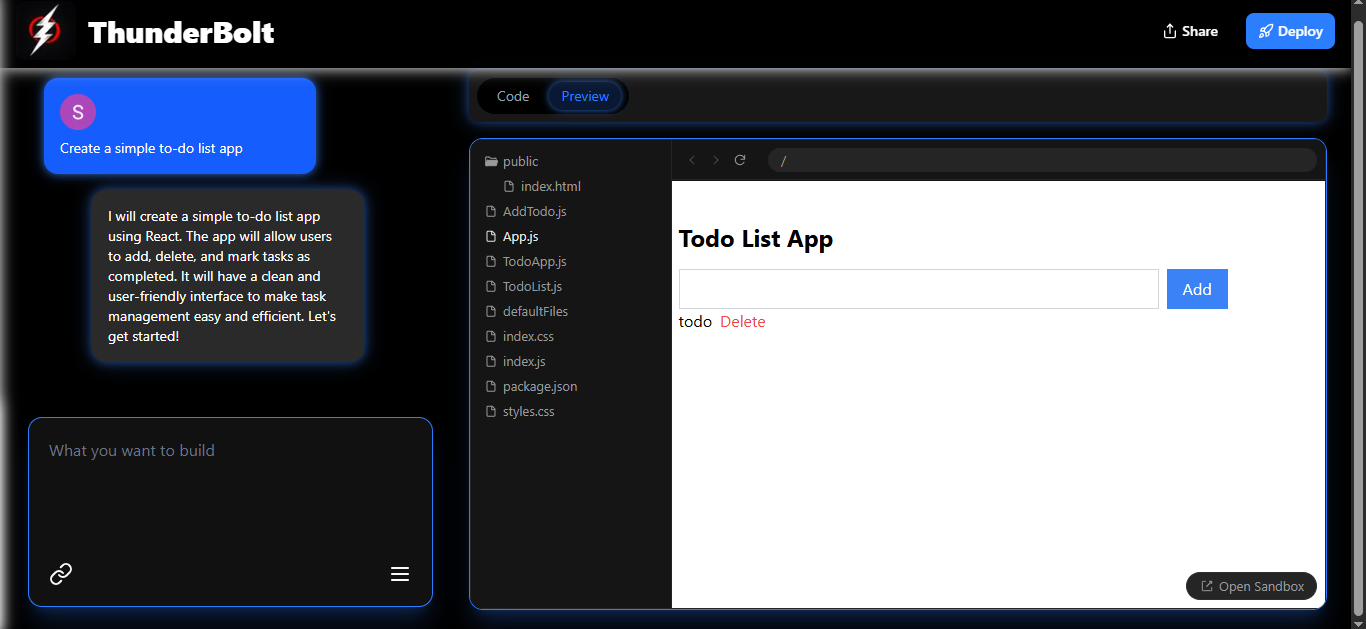 ThunderBolt
Share
Deploy
S
Create a simple to-do list app
I will create a simple to-do list app
using React. The app will allow users
to add, delete, and mark tasks as
completed. It will have a clean and
user-friendly interface to make task
management easy and efficient. Let's
get started!
What you want to build
Code
Preview
public
index.html
AddTodo.js
App.js
TodoApp.js
TodoList.js
defaultFiles
index.css
index.js
package.json
styles.css
/
Todo List App
Add
todo Delete
Open Sandbox